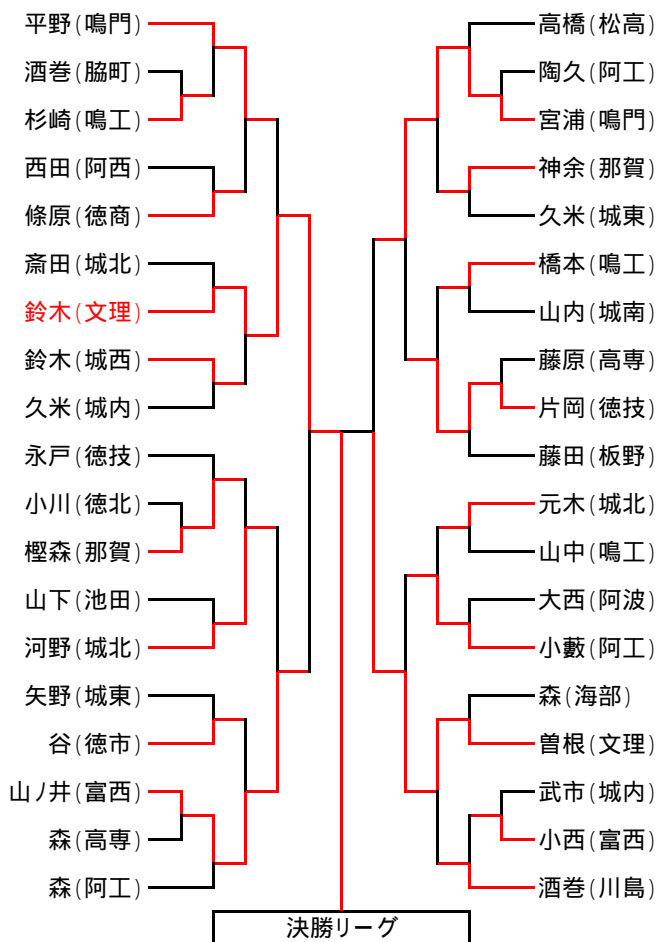 平野(鳴門)
酒巻(脇町)
杉崎(鳴工)
西田(阿西)
條原(徳商)
斎田(城北)
鈴木(文理)
鈴木(城西)
久米(城内)
永戸(徳技)
小川(徳北)
樫森(那賀)
山下(池田)
河野(城北)
矢野(城東)
谷(徳市)
山ノ井(富西)
森(高専)
森(阿工)
高橋(松高)
陶久(阿工)
宮浦(鳴門)
神余(那賀)
久米(城東)
橋本(鳴工)
山内(城南)
藤原(高専)
片岡(徳技)
藤田(板野)
元木(城北)
山中(鳴工)
大西(阿波)
小藪(阿工)
森(海部)
曽根(文理)
武市(城内)
小西(富西)
酒巻(川島)
決勝リーグ